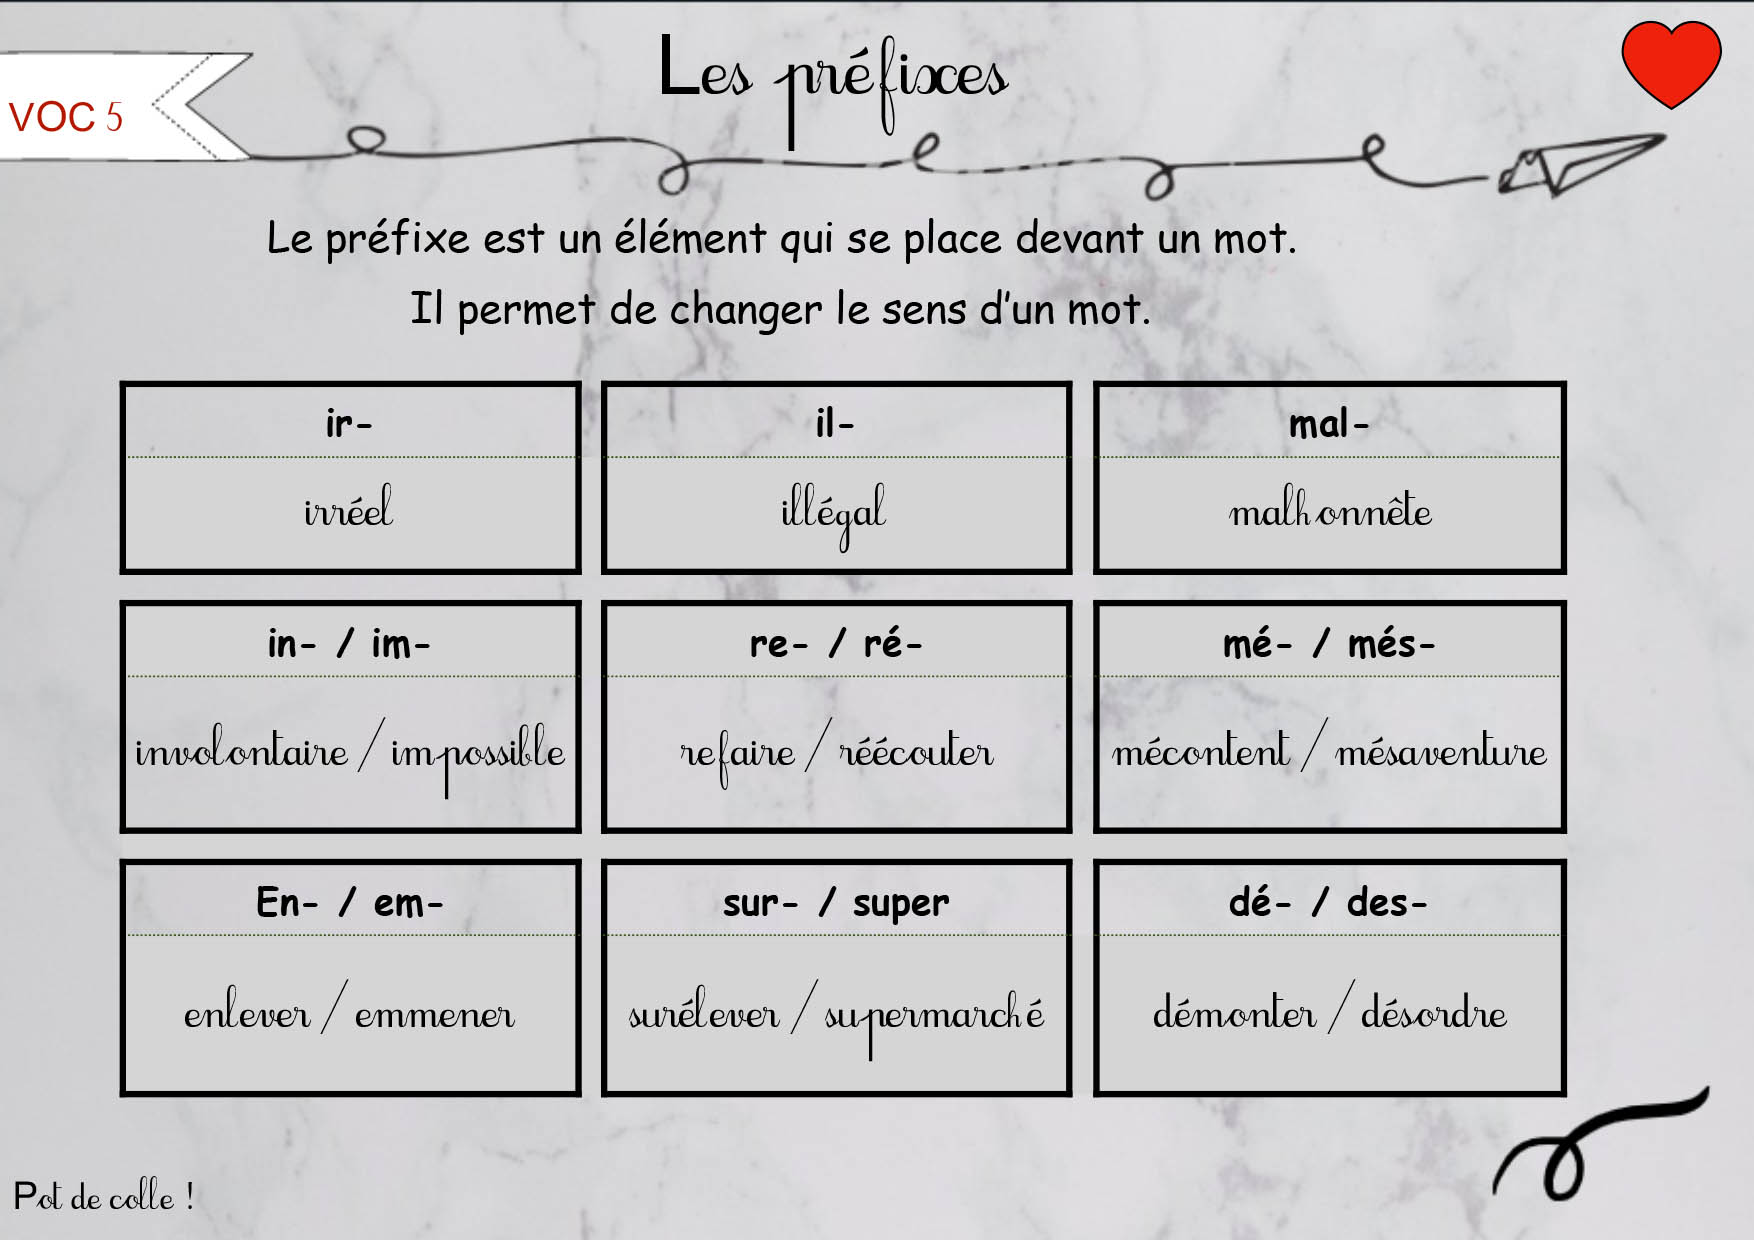 Les préfixes
VOC 5
Le préfixe est un élément qui se place devant un mot.
Il permet de changer le sens d’un mot.
ir-
irréel
il-
illégal
mal-
malhonnête
in- / im-
involontaire / impossible
re- / ré-
refaire / réécouter
mé- / més-
mécontent / mésaventure
En- / em-
enlever / emmener
sur- / super
surélever / supermarché
dé- / des-
démonter / désordre
Pot de colle !